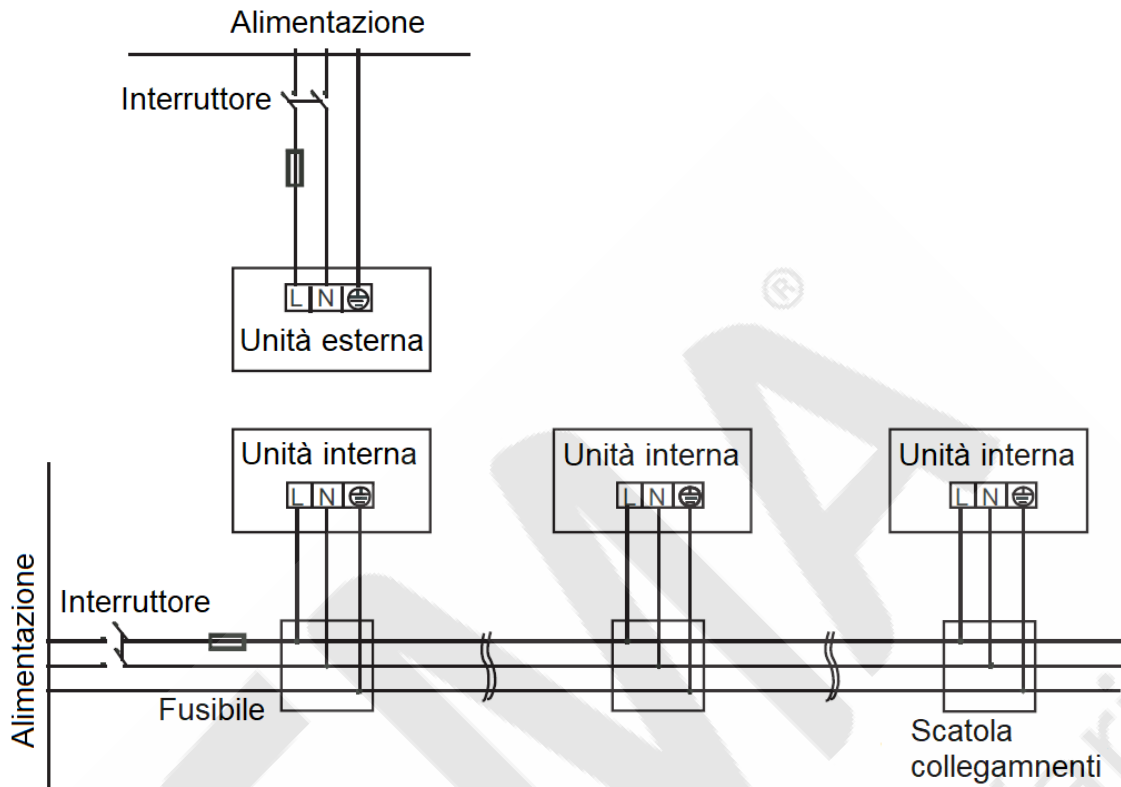 Alimentazione
Interruttore
L N
Unità esterna
Unità interna
L N
Unità interna
L N
Unità interna
L N
Alimentazione
Interruttore
Fusibile
Scatola
collegamnenti
®